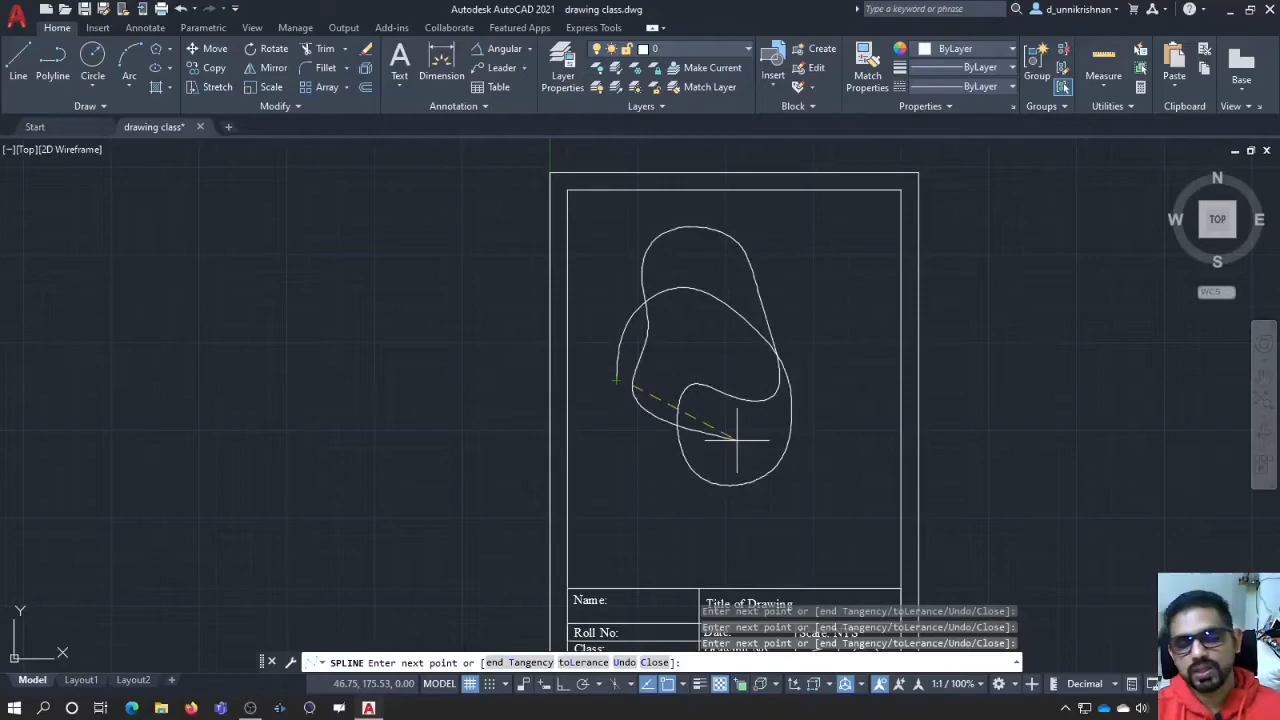 Autodesk AutoCAD 2021 drawing class.dwg
Type a keyword or phrase
d_unnikrishnan
Home Insert Annotate Parametric View Manage Output Add-ins Collaborate Express Tools Featured Apps
Line Polyline Circle Arc
Move Rotate Trim
Copy Mirror Fillet
Stretch Scale Array
Text Dimension
Angular
Leader
Table
Layer Properties
0
Make Current
Match Layer
Insert
Create
Edit
Match Properties
ByLayer
ByLayer
ByLayer
Group
Measure
Paste
Base
Draw Modify Annotation Layers Block Properties Groups Utilities Clipboard View
Start drawing class*
[−][Top][2D Wireframe]
N
W TOP E
S
WCS
Name: Title of Drawing
Roll No: Date: Scale: NTS
Class:
Enter next point or [end Tangency/toLerance/Undo/Close]:
Enter next point or [end Tangency/toLerance/Undo/Close]:
Enter next point or [end Tangency/toLerance/Undo/Close]:
Y
X
SPLINE Enter next point or [end Tangency toLerance Undo Close]:
Model Layout1 Layout2
46.75, 175.53, 0.00 MODEL 1:1 / 100% Decimal